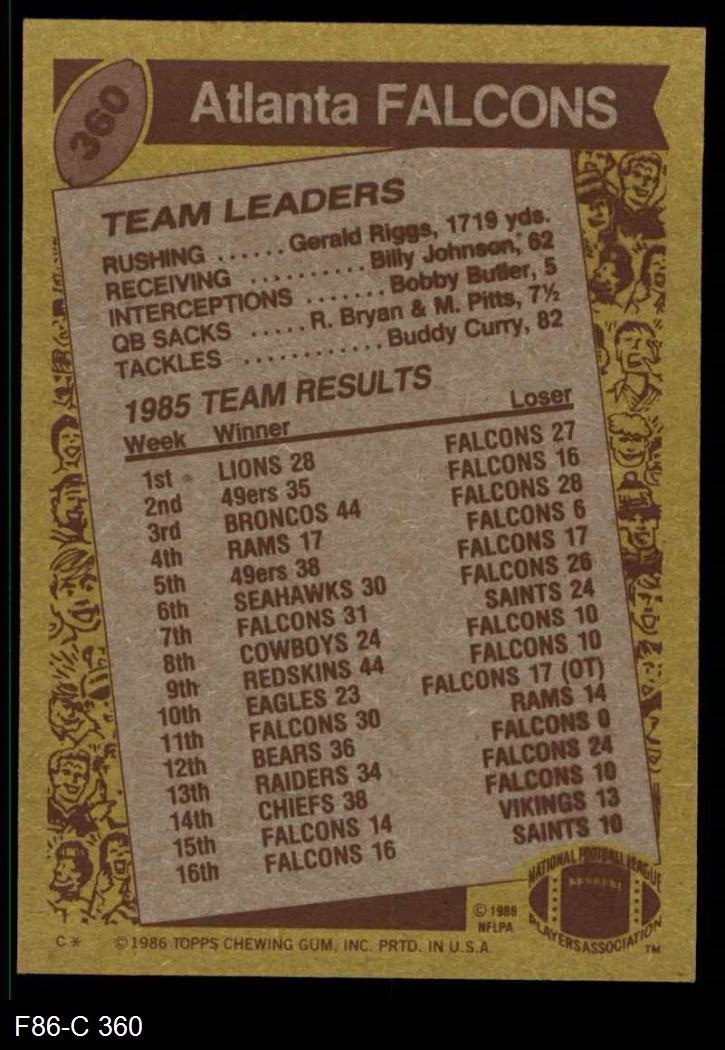 360
Atlanta FALCONS
TEAM LEADERS
RUSHING ...... Gerald Riggs, 1719 yds.
RECEIVING .......... Billy Johnson, 62
INTERCEPTIONS ....... Bobby Butler, 5
QB SACKS ..... R. Bryan & M. Pitts, 7½
TACKLES ............ Buddy Curry, 82
1985 TEAM RESULTS
Week Winner Loser
1st LIONS 28 FALCONS 27
2nd 49ers 35 FALCONS 16
3rd BRONCOS 44 FALCONS 28
4th RAMS 17 FALCONS 6
5th 49ers 38 FALCONS 17
6th SEAHAWKS 30 FALCONS 26
7th FALCONS 31 SAINTS 24
8th COWBOYS 24 FALCONS 10
9th REDSKINS 44 FALCONS 10
10th EAGLES 23 FALCONS 17 (OT)
11th FALCONS 30 RAMS 14
12th BEARS 36 FALCONS 0
13th RAIDERS 34 FALCONS 24
14th CHIEFS 38 FALCONS 10
15th FALCONS 14 VIKINGS 13
16th FALCONS 16 SAINTS 10
© 1986
NFLPA
NATIONAL FOOTBALL LEAGUE
PLAYERS ASSOCIATION
TM
C* © 1986 TOPPS CHEWING GUM, INC. PRTD. IN U.S.A.
F86-C 360